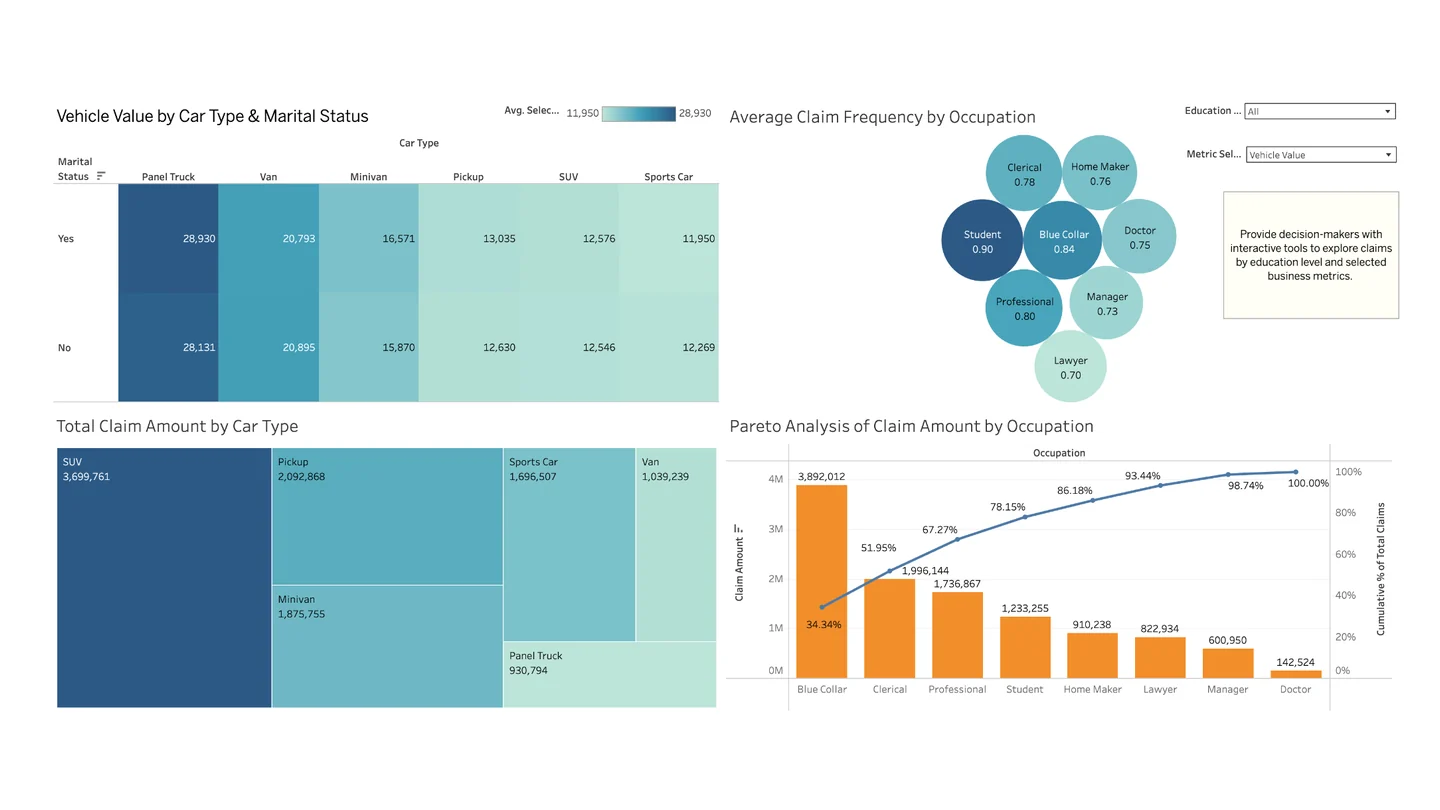 Vehicle Value by Car Type & Marital Status
Avg. Selec...
11,950
28,930
Car Type
Marital
Status
Panel Truck
Van
Minivan
Pickup
SUV
Sports Car
Yes
28,930
20,793
16,571
13,035
12,576
11,950
No
28,131
20,895
15,870
12,630
12,546
12,269
Average Claim Frequency by Occupation
Clerical
0.78
Home Maker
0.76
Student
0.90
Blue Collar
0.84
Doctor
0.75
Professional
0.80
Manager
0.73
Lawyer
0.70
Education ...
All
Metric Sel...
Vehicle Value
Provide decision-makers with
interactive tools to explore claims
by education level and selected
business metrics.
Total Claim Amount by Car Type
SUV
3,699,761
Pickup
2,092,868
Minivan
1,875,755
Sports Car
1,696,507
Van
1,039,239
Panel Truck
930,794
Pareto Analysis of Claim Amount by Occupation
Occupation
Claim Amount
4M
3M
2M
1M
0M
3,892,012
1,996,144
1,736,867
1,233,255
910,238
822,934
600,950
142,524
34.34%
51.95%
67.27%
78.15%
86.18%
93.44%
98.74%
100.00%
100%
80%
60%
40%
20%
0%
Cumulative % of Total Claims
Blue Collar
Clerical
Professional
Student
Home Maker
Lawyer
Manager
Doctor